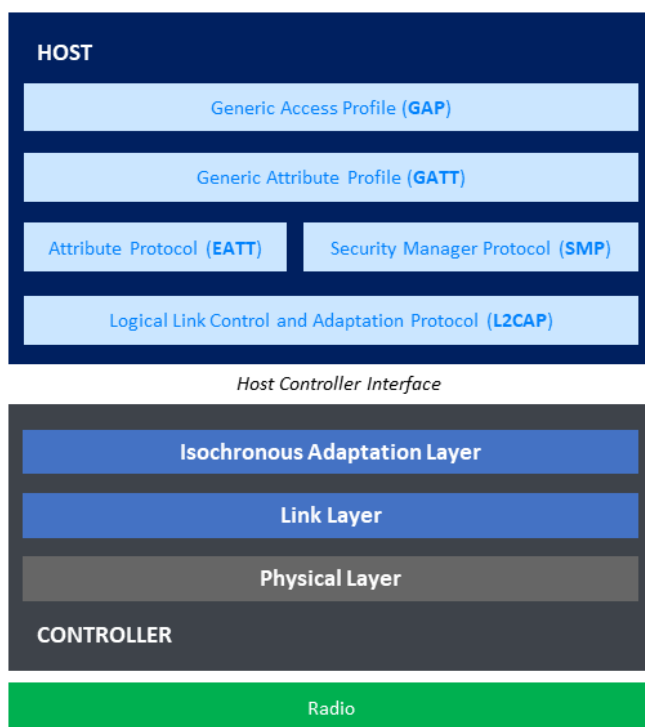 HOST
Generic Access Profile (GAP)
Generic Attribute Profile (GATT)
Attribute Protocol (EATT)
Security Manager Protocol (SMP)
Logical Link Control and Adaptation Protocol (L2CAP)
Host Controller Interface
Isochronous Adaptation Layer
Link Layer
Physical Layer
CONTROLLER
Radio